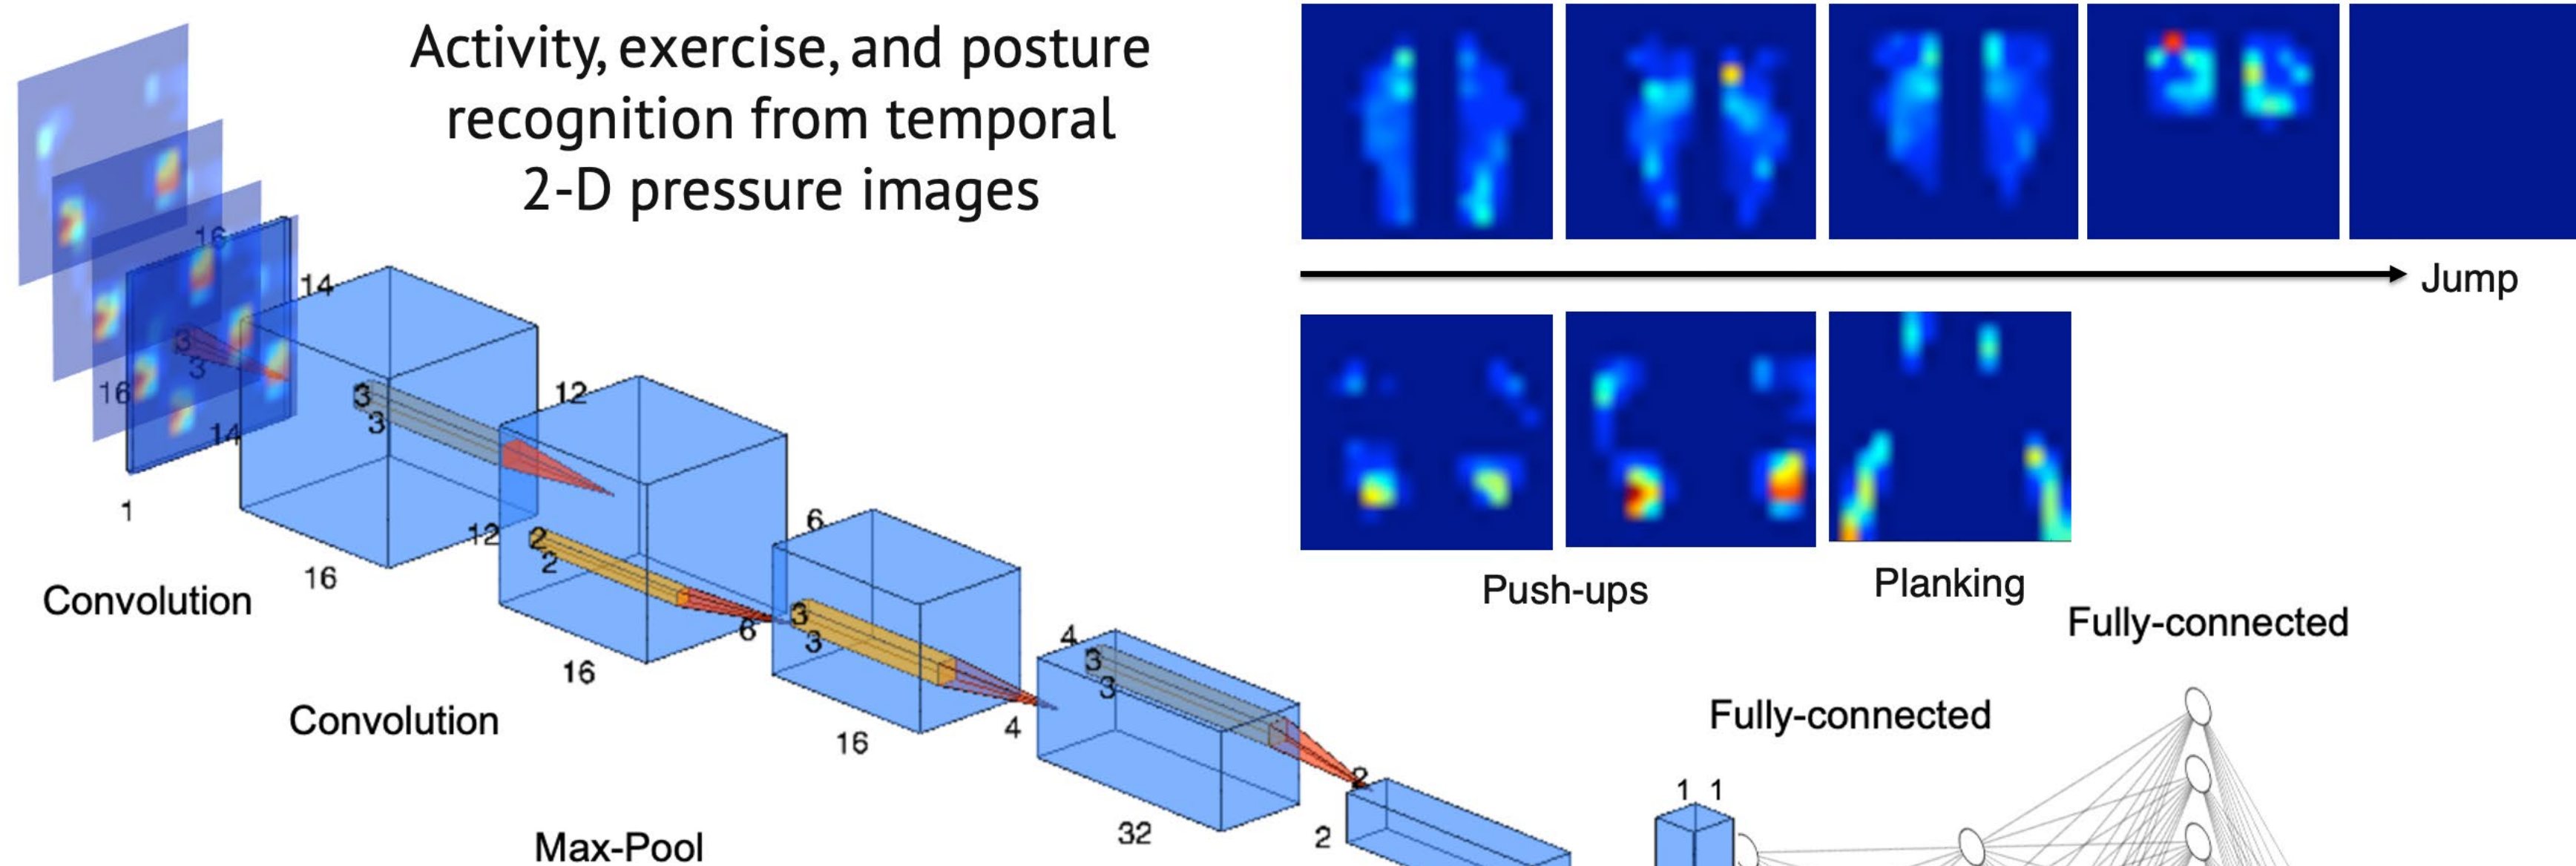 Activity, exercise, and posture
recognition from temporal
2-D pressure images
Jump
Push-ups
Planking
16
16
1
3
3
14
14
16
3
3
12
12
16
2
2
6
6
16
3
3
4
4
32
3
3
2
2
1 1
Convolution
Convolution
Max-Pool
Fully-connected
Fully-connected